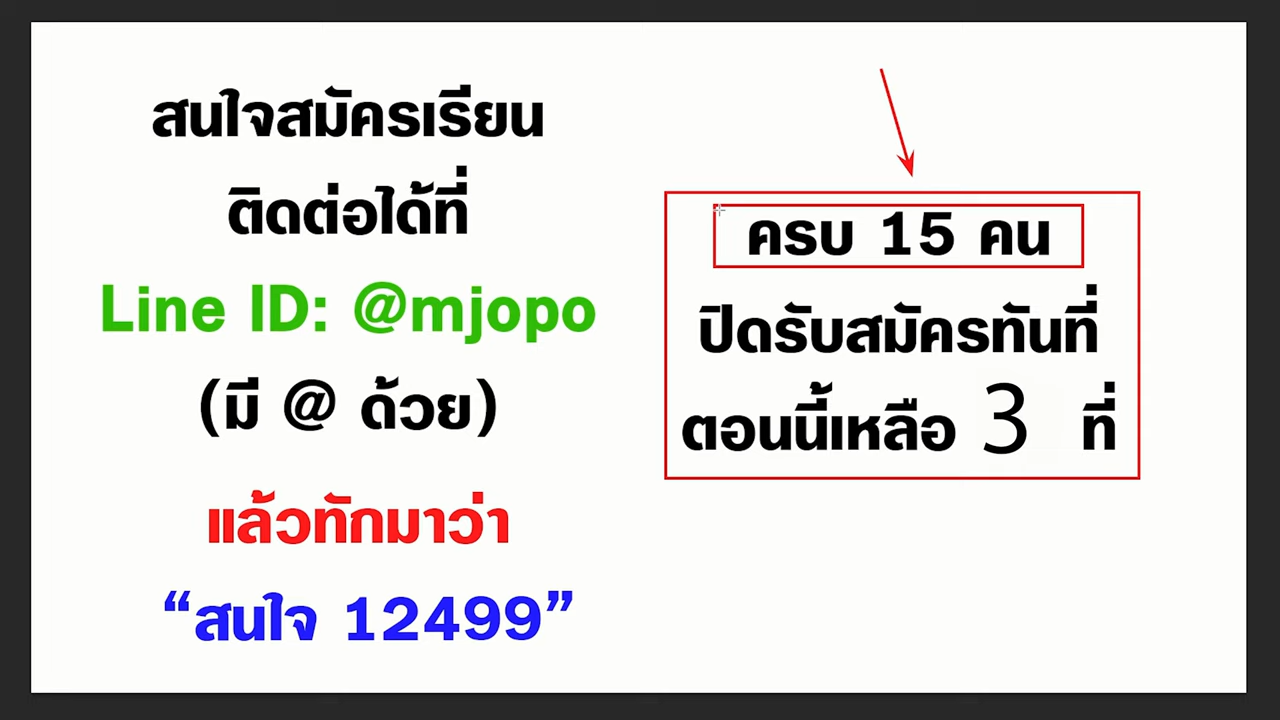 สนใจสมัครเรียน
ติดต่อได้ที่
Line ID: @mjopo
(มี @ ด้วย)
แล้วทักมาว่า
“สนใจ 12499”
ครบ 15 คน
ปิดรับสมัครทันที่
ตอนนี้เหลือ 3 ที่